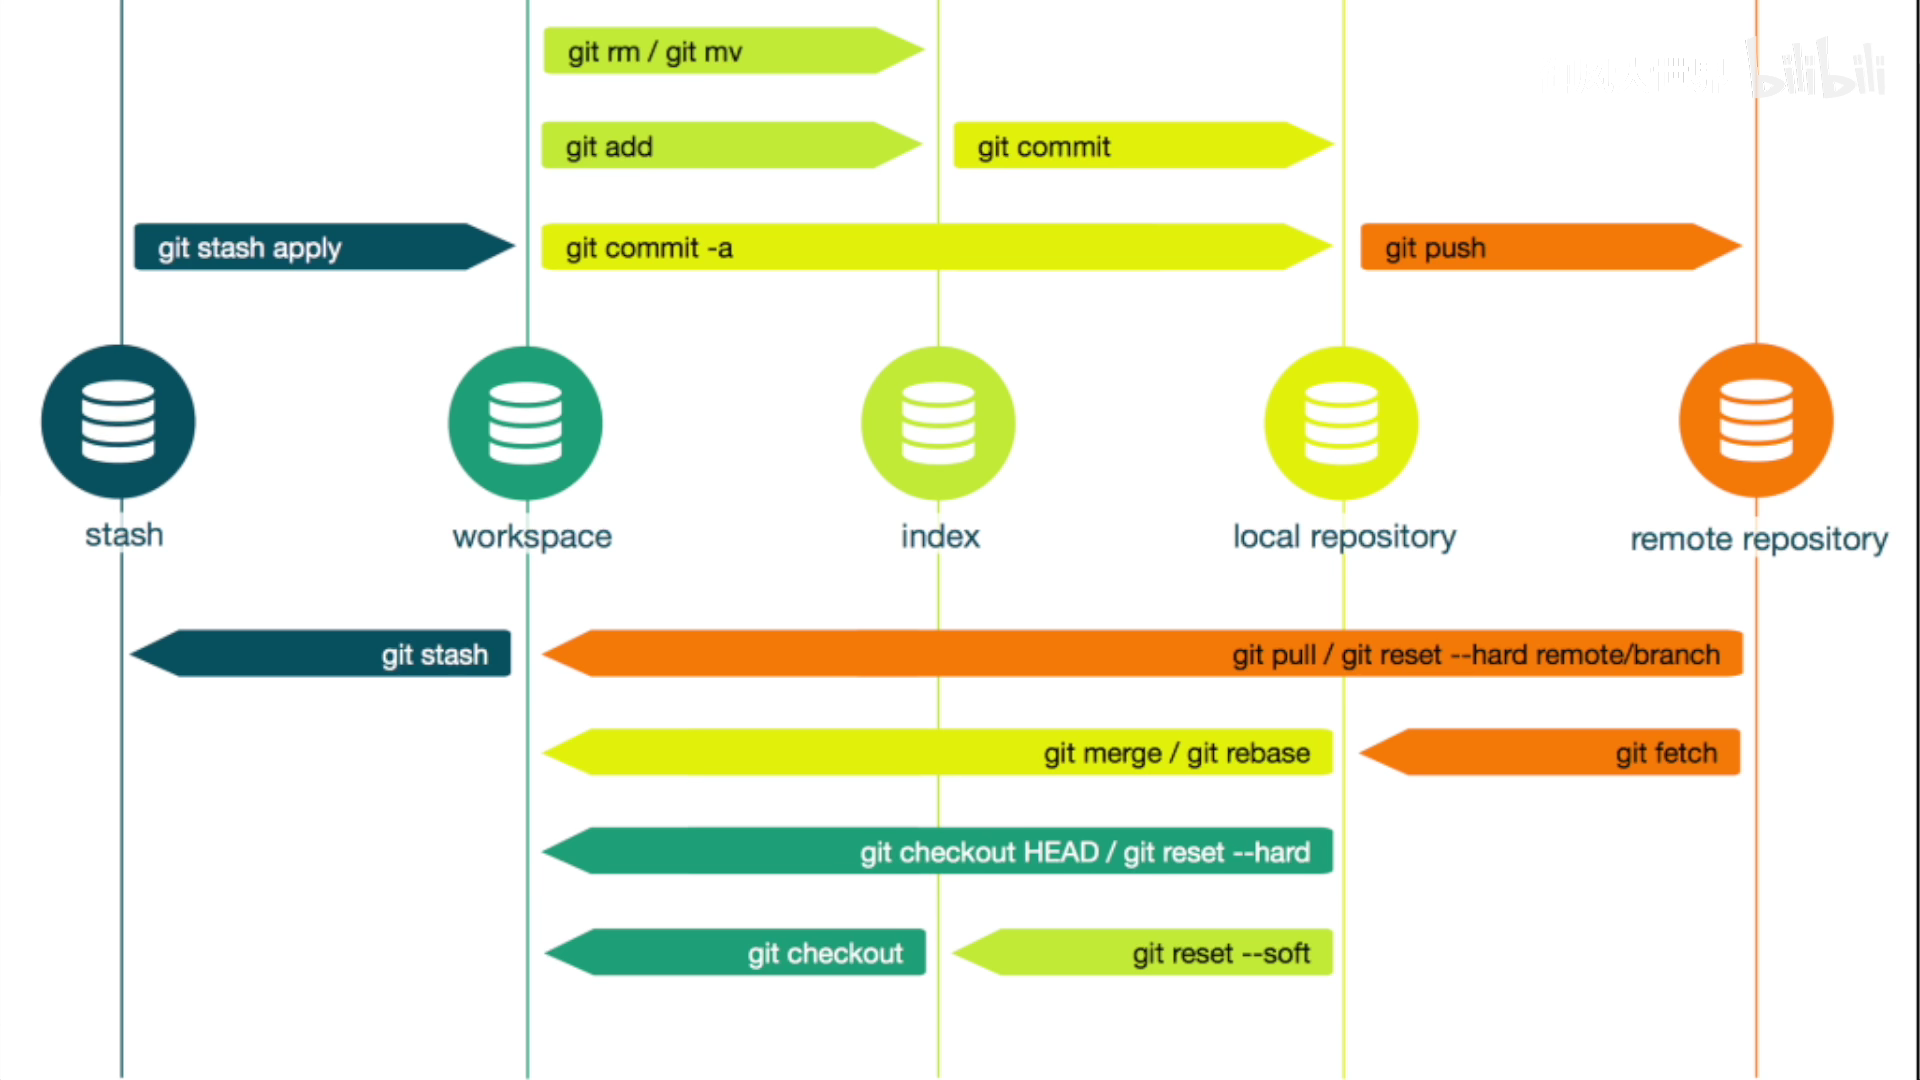 git rm / git mv
bilibili
git add
git commit
git stash apply
git commit -a
git push
stash
workspace
index
local repository
remote repository
git stash
git pull / git reset --hard remote/branch
git merge / git rebase
git fetch
git checkout HEAD / git reset --hard
git checkout
git reset --soft